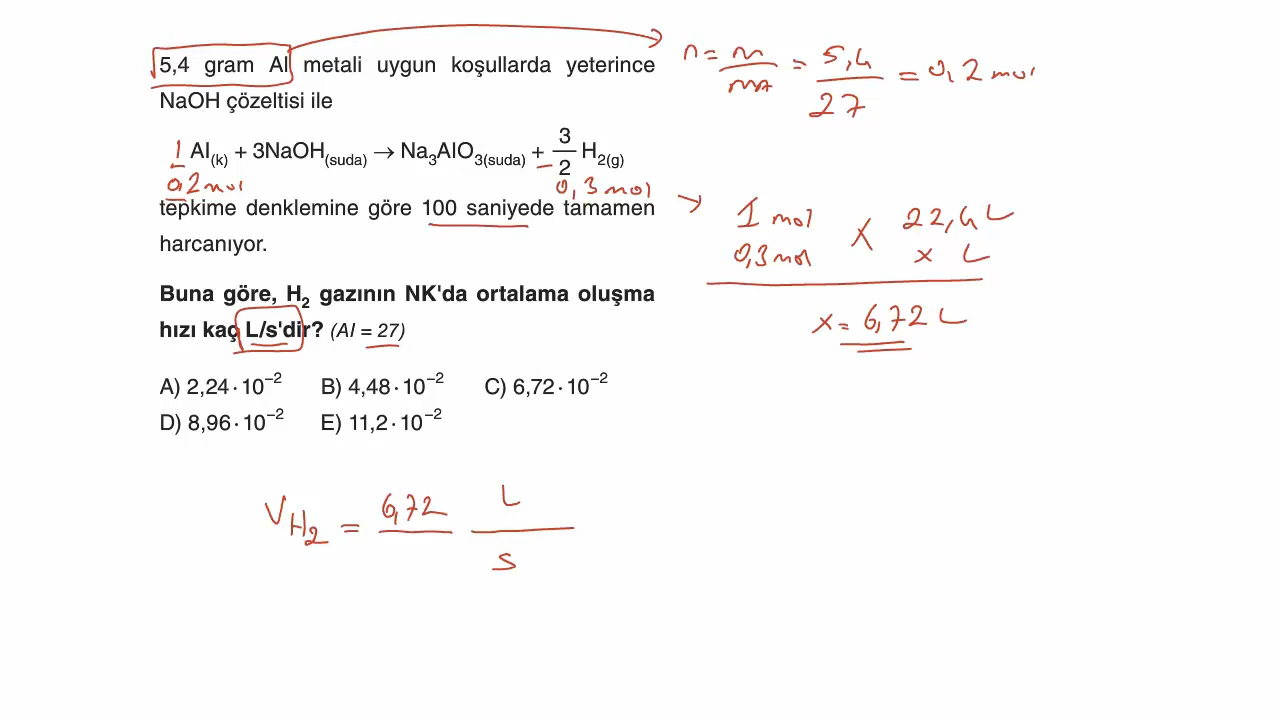 5,4 gram Al metali uygun koşullarda yeterince
NaOH çözeltisi ile
1 Al(k) + 3NaOH(suda) → Na3AlO3(suda) + 3/2 H2(g)
0,2 mol 0,3 mol
tepkime denklemine göre 100 saniyede tamamen
harcanıyor.
Buna göre, H2 gazının NK'da ortalama oluşma
hızı kaç L/s'dir? (Al = 27)
A) 2,24·10⁻² B) 4,48·10⁻² C) 6,72·10⁻²
D) 8,96·10⁻² E) 11,2·10⁻²
n = m/MA = 5,4/27 = 0,2 mol
1 mol 22,4 L
0,3 mol x L
x = 6,72 L
VH2 = 6,72 L/s